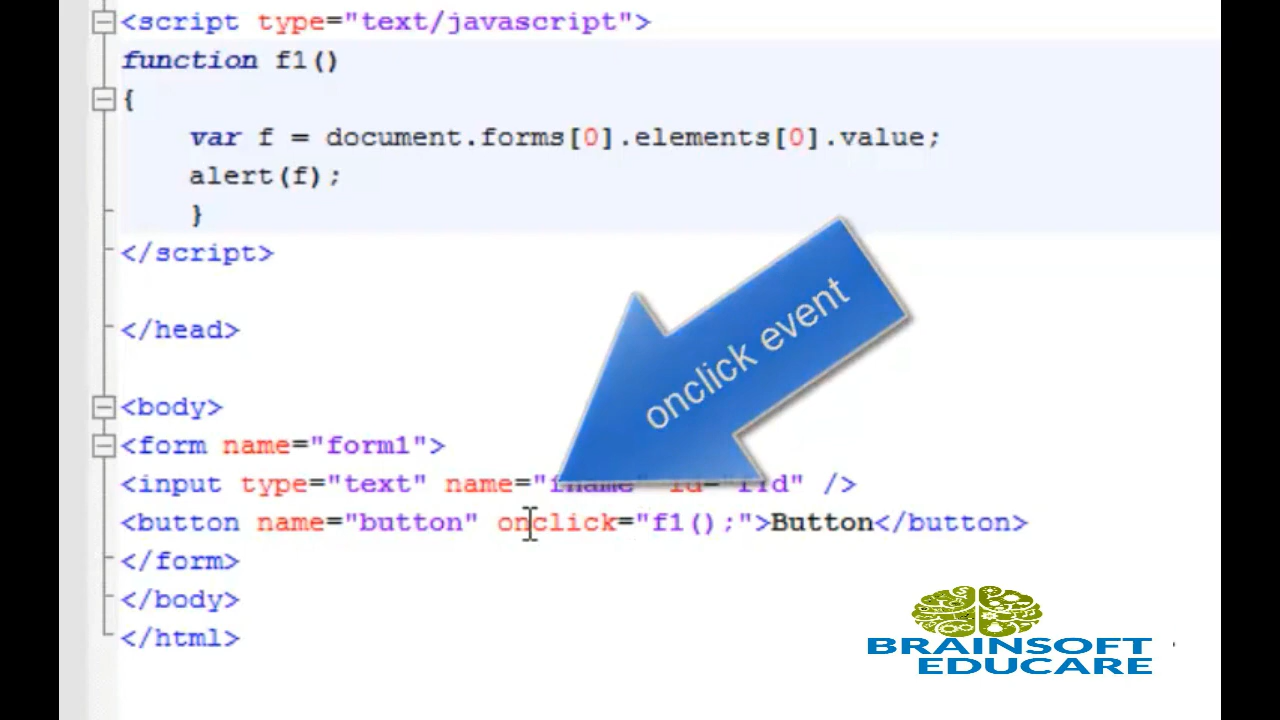 <script type="text/javascript">
function f1()
{
var f = document.forms[0].elements[0].value;
alert(f);
}
</script>
</head>
onclick event
<body>
<form name="form1">
<input type="text" name="fname" />
<button name="button" onclick="f1();">Button</button>
</form>
</body>
</html>
BRAINSOFT
EDUCARE